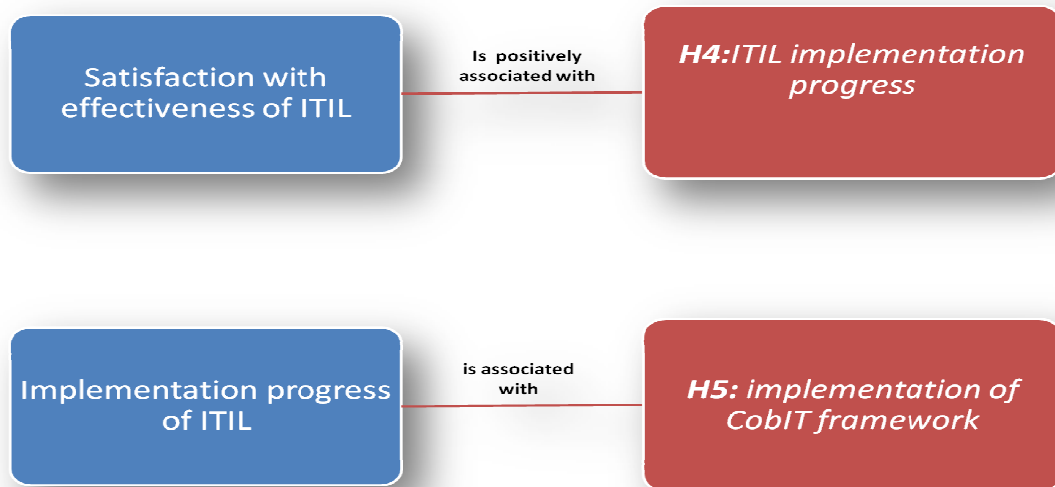 Satisfaction with
effectiveness of ITIL
Is positively
associated with
H4:ITIL implementation
progress
Implementation progress
of ITIL
is associated
with
H5: implementation of
CobIT framework